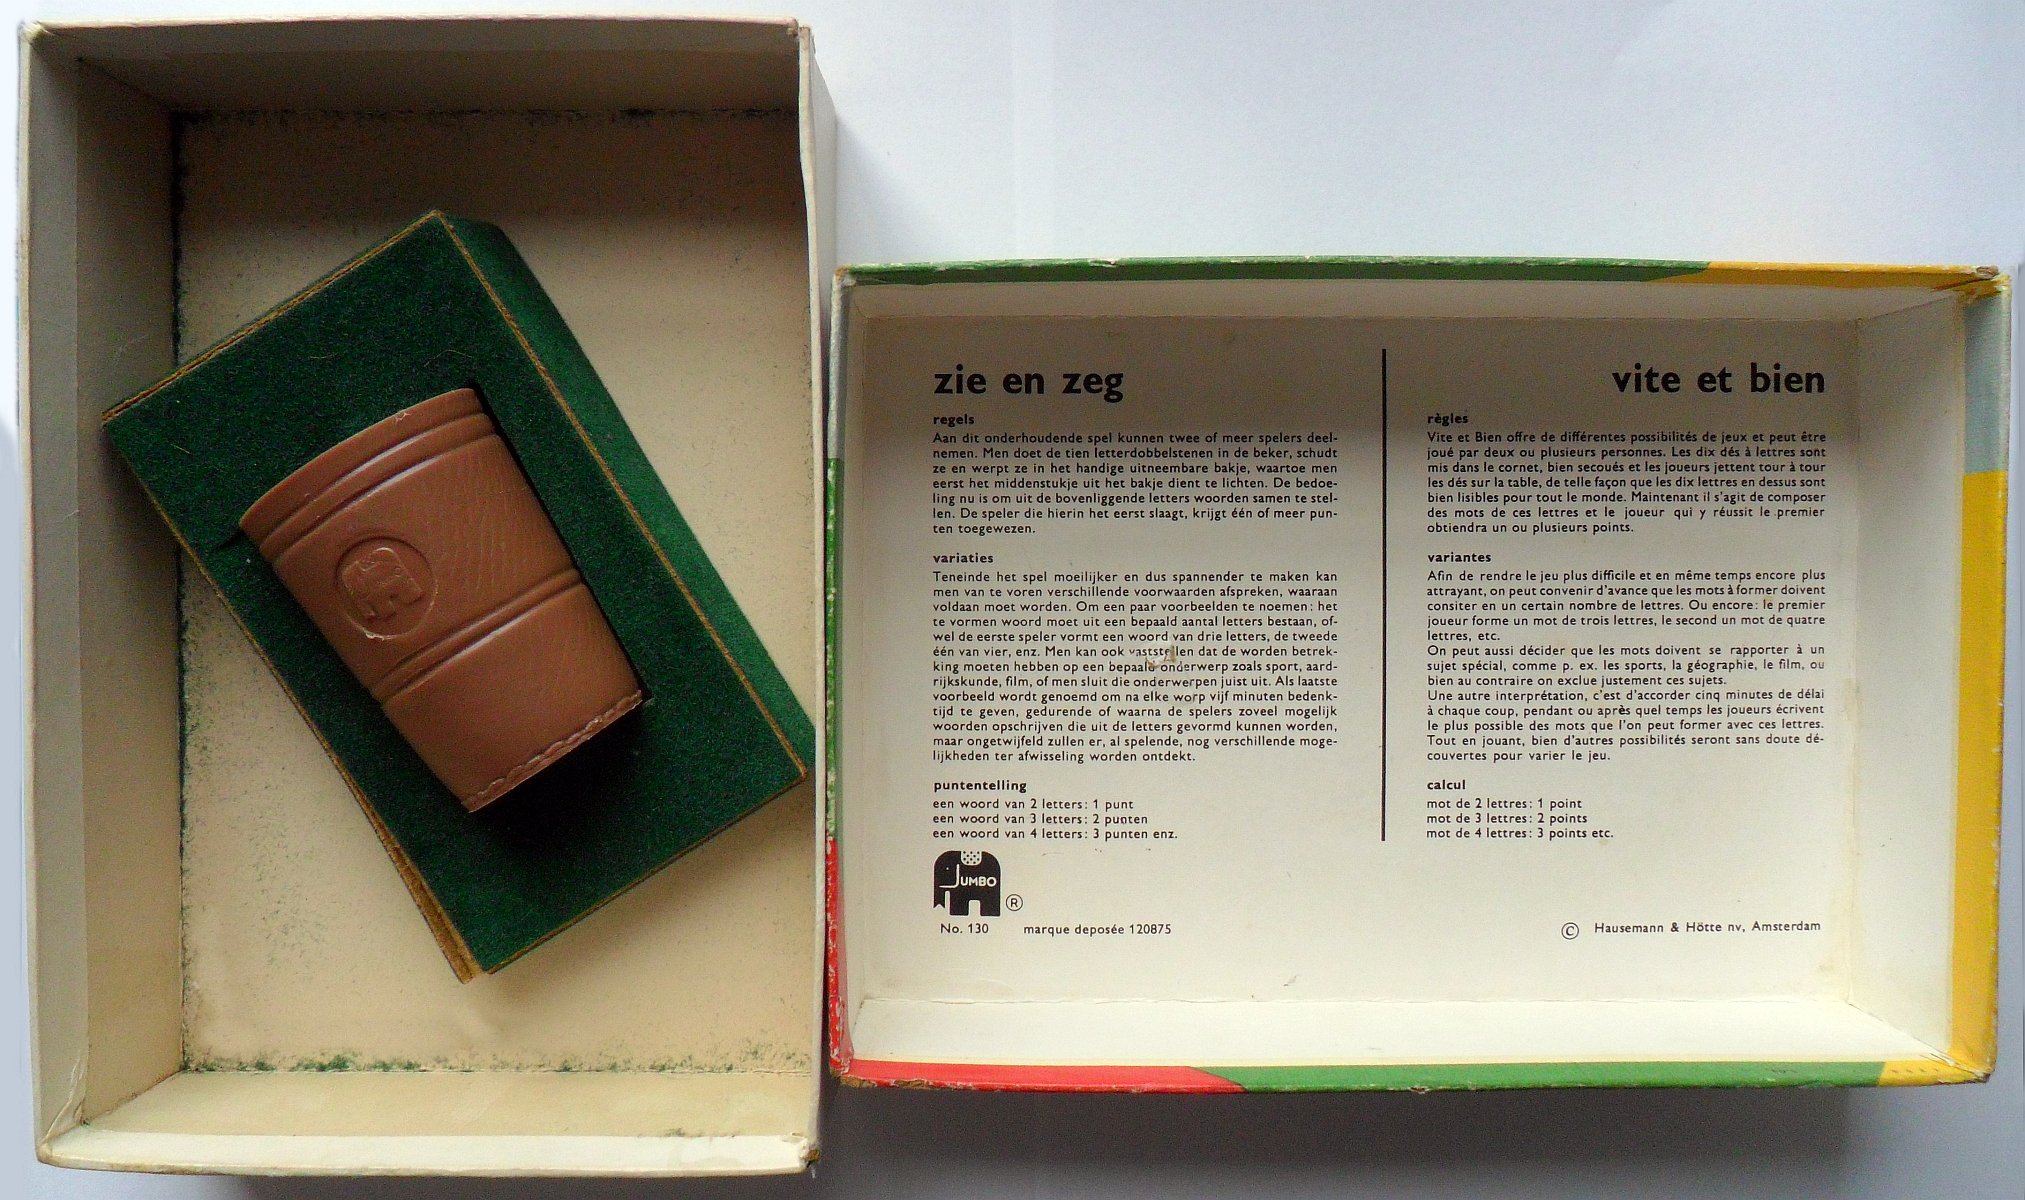 zie en zeg
regels
Aan dit onderhoudende spel kunnen twee of meer spelers deel-
nemen. Men doet de tien letterdobbelstenen in de beker, schudt
ze en werpt ze in het handige uitneembare bakje, waartoe men
eerst het middenstukje uit het bakje dient te lichten. De bedoe-
ling nu is om uit de bovenliggende letters woorden samen te stel-
len. De speler die hierin het eerst slaagt, krijgt één of meer pun-
ten toegewezen.
variaties
Teneinde het spel moeilijker en dus spannender te maken kan
men van te voren verschillende voorwaarden afspreken, waaraan
voldaan moet worden. Om een paar voorbeelden te noemen: het
te vormen woord moet uit een bepaald aantal letters bestaan, of-
wel de eerste speler vormt een woord van drie letters, de tweede
één van vier, enz. Men kan ook vaststellen dat de woorden betrek-
king moeten hebben op een bepaald onderwerp zoals sport, aard-
rijkskunde, film, of men sluit die onderwerpen juist uit. Als laatste
voorbeeld wordt genoemd om na elke worp vijf minuten bedenk-
tijd te geven, gedurende of waarna de spelers zoveel mogelijk
woorden opschrijven die uit de letters gevormd kunnen worden,
maar ongetwijfeld zullen er, al spelende, nog verschillende moge-
lijkheden ter afwisseling worden ontdekt.
puntentelling
een woord van 2 letters: 1 punt
een woord van 3 letters: 2 punten
een woord van 4 letters: 3 punten enz.
JUMBO
®
No. 130 marque deposée 120875
vite et bien
règles
Vite et Bien offre de différentes possibilités de jeux et peut être
joué par deux ou plusieurs personnes. Les dix dés à lettres sont
mis dans le cornet, bien secoués et les joueurs jettent tour à tour
les dés sur la table, de telle façon que les dix lettres en dessus sont
bien lisibles pour tout le monde. Maintenant il s'agit de composer
des mots de ces lettres et le joueur qui y réussit le premier
obtiendra un ou plusieurs points.
variantes
Afin de rendre le jeu plus difficile et en même temps encore plus
attrayant, on peut convenir d'avance que les mots à former doivent
consiter en un certain nombre de lettres. Ou encore: le premier
joueur forme un mot de trois lettres, le second un mot de quatre
lettres, etc.
On peut aussi décider que les mots doivent se rapporter à un
sujet spécial, comme p. ex. les sports, la géographie, le film, ou
bien au contraire on exclue justement ces sujets.
Une autre interprétation, c'est d'accorder cinq minutes de délai
à chaque coup, pendant ou après quel temps les joueurs écrivent
le plus possible des mots que l'on peut former avec ces lettres.
Tout en jouant, bien d'autres possibilités seront sans doute dé-
couvertes pour varier le jeu.
calcul
mot de 2 lettres: 1 point
mot de 3 lettres: 2 points
mot de 4 lettres: 3 points etc.
© Hausemann & Hötte nv, Amsterdam